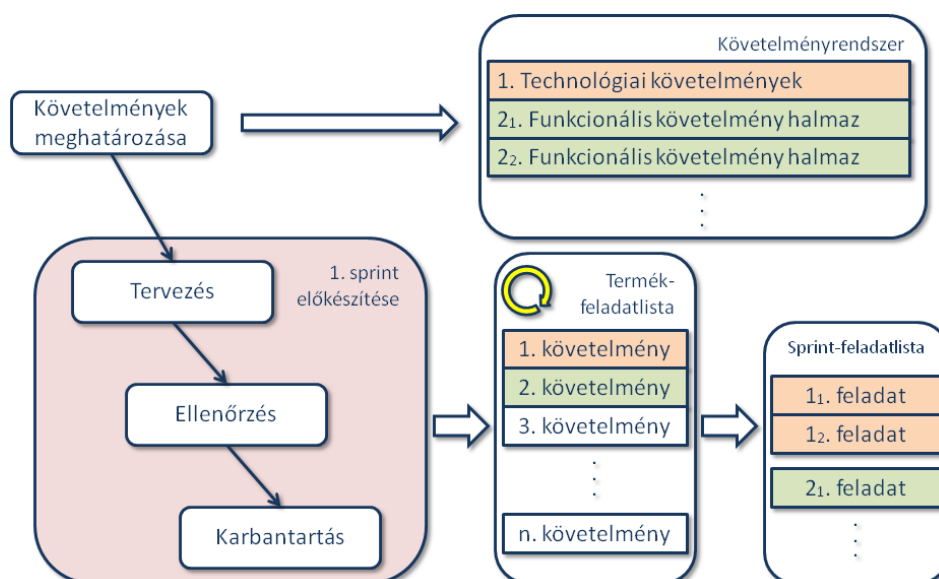 Követelményrendszer
1. Technológiai követelmények
2₁. Funkcionális követelmény halmaz
2₂. Funkcionális követelmény halmaz
Követelmények
meghatározása
1. sprint
előkészítése
Tervezés
Ellenőrzés
Karbantartás
Termék-
feladatlista
1. követelmény
2. követelmény
3. követelmény
n. követelmény
Sprint-feladatlista
1₁. feladat
1₂. feladat
2₁. feladat